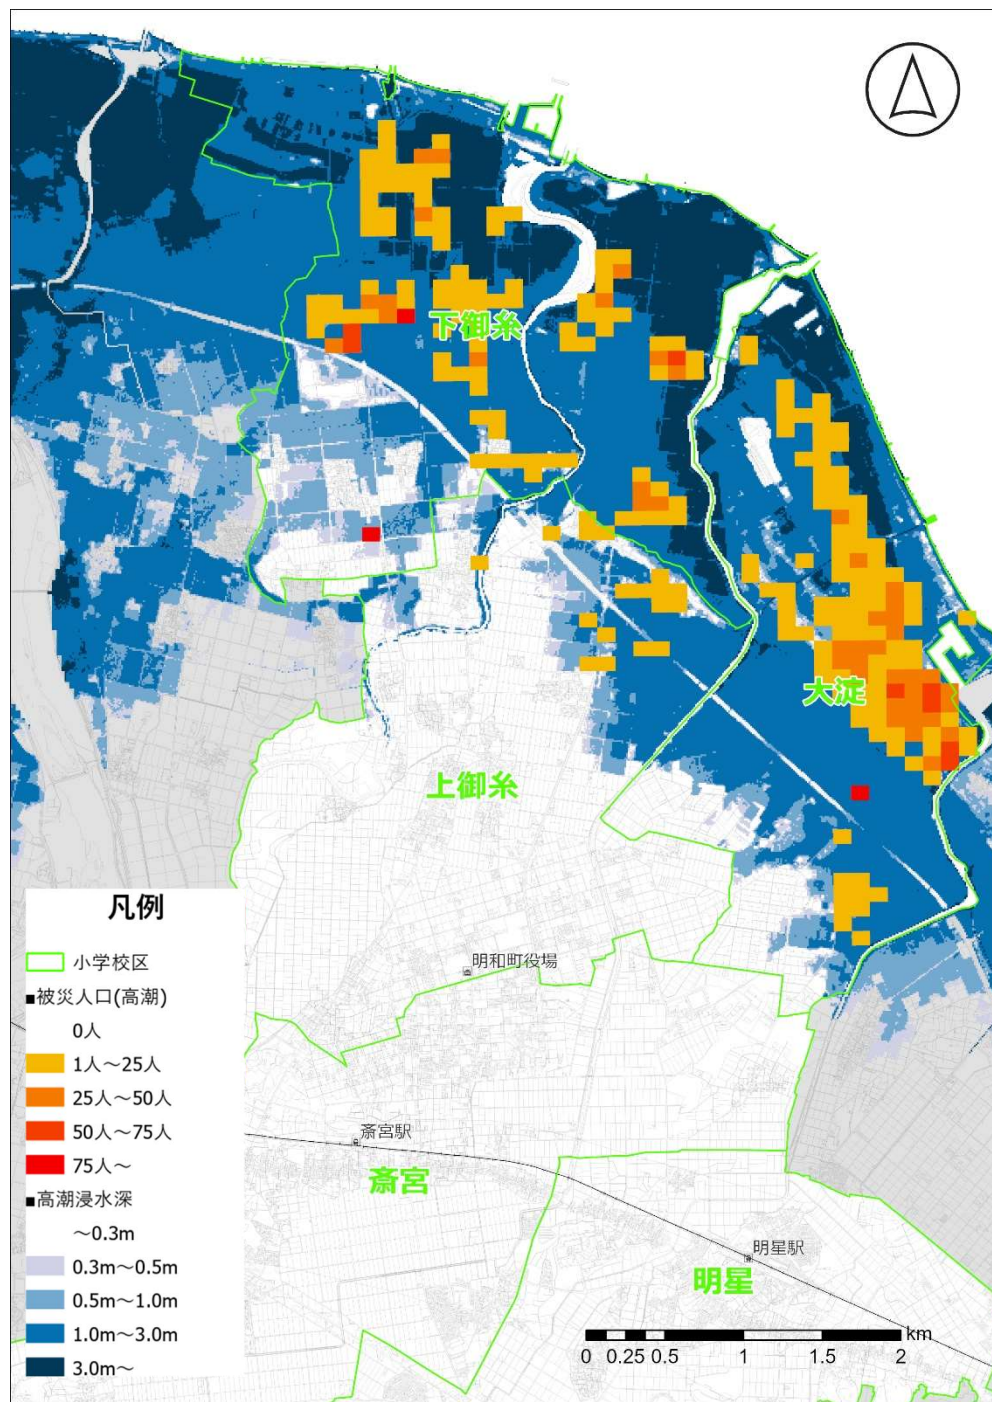 下御糸
大淀
上御糸
凡例
小学校区
■被災人口(高潮)
0人
1人～25人
25人～50人
50人～75人
75人～
■高潮浸水深
～0.3m
0.3m～0.5m
0.5m～1.0m
1.0m～3.0m
3.0m～
明和町役場
斎宮駅
斎宮
明星駅
明星
km
0 0.25 0.5 1 1.5 2